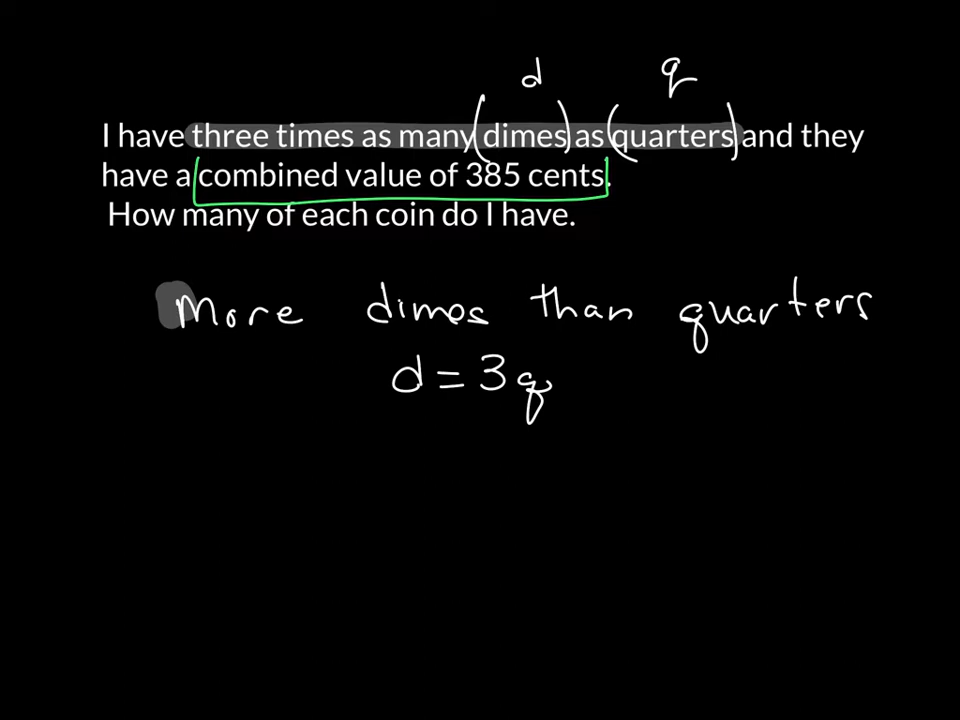 d q
I have three times as many (dimes) as (quarters) and they
have a combined value of 385 cents.
How many of each coin do I have.
More dimes than quarters
d = 3q